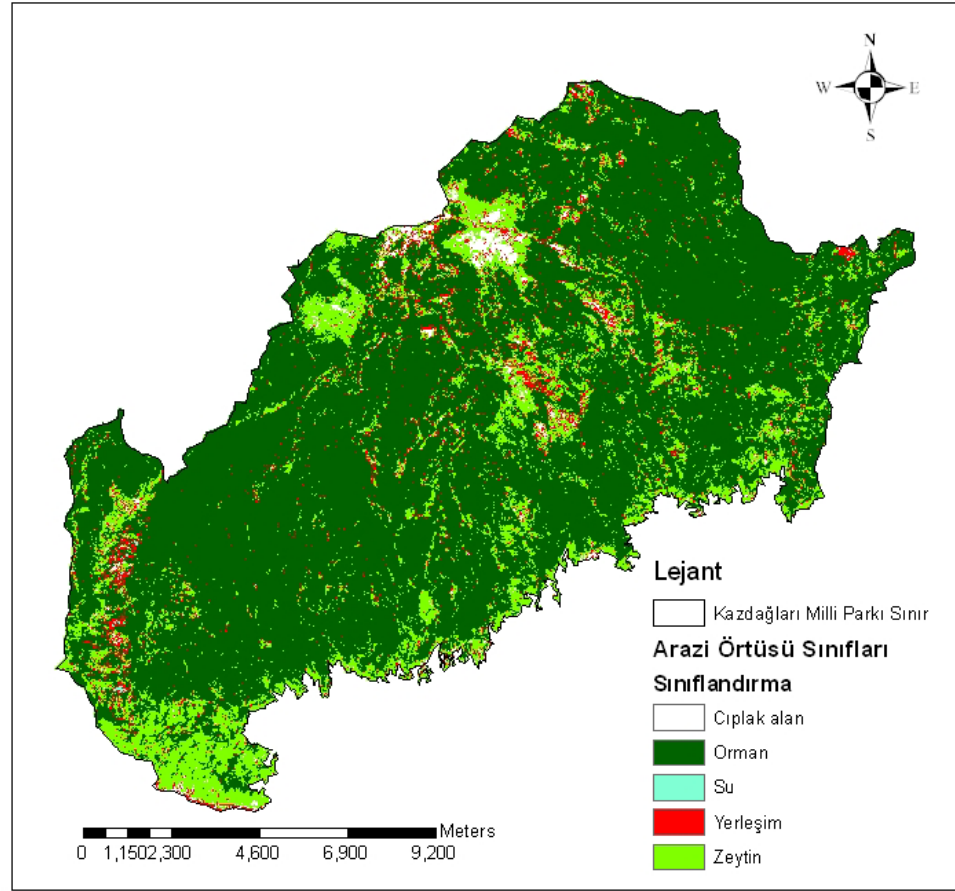 N
W E
S
Lejant
Kazdağları Milli Parkı Sınır
Arazi Örtüsü Sınıfları
Sınıflandırma
Cıplak alan
Orman
Su
Yerleşim
Zeytin
Meters
0 1,1502,300 4,600 6,900 9,200